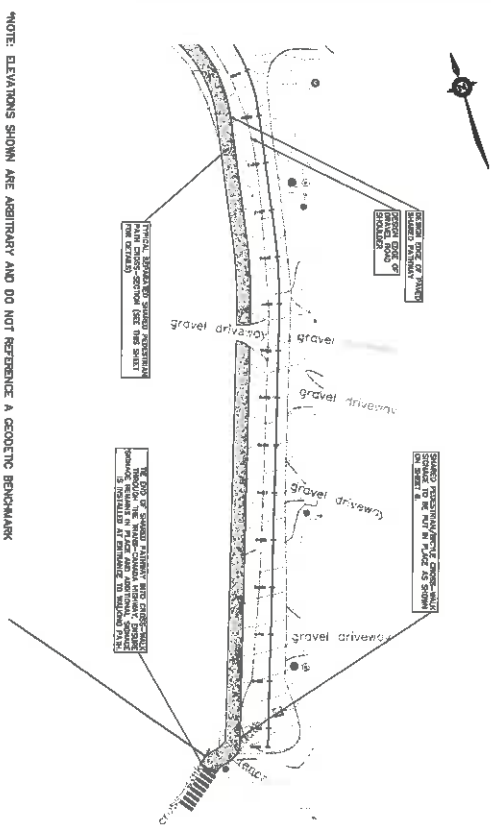 DESIGN EDGE OF PAVED
SHARED PATHWAY
DESIGN EDGE OF
GRAVEL ROAD
SHOULDER
TYPICAL SEPARATED SHARED PEDESTRIAN
PATH CROSS-SECTION (SEE THIS SHEET
FOR DETAILS)
gravel driveway
gravel
gravel driveway
gravel driveway
gravel driveway
SHARED PEDESTRIAN/BICYCLE CROSS-WALK
SIGNAGE TO BE PUT IN PLACE AS SHOWN
ON SHEET
TIE END OF SHARED PATHWAY INTO CROSS-WALK
THROUGH THE TRANS-CANADA HIGHWAY. ENSURE
SIGNAGE REMAINS IN PLACE AND ADDITIONAL SIGNAGE
IS INSTALLED AT ENTRANCE TO WALKING PATH.
*NOTE: ELEVATIONS SHOWN ARE ARBITRARY AND DO NOT REFERENCE A GEODETIC BENCHMARK